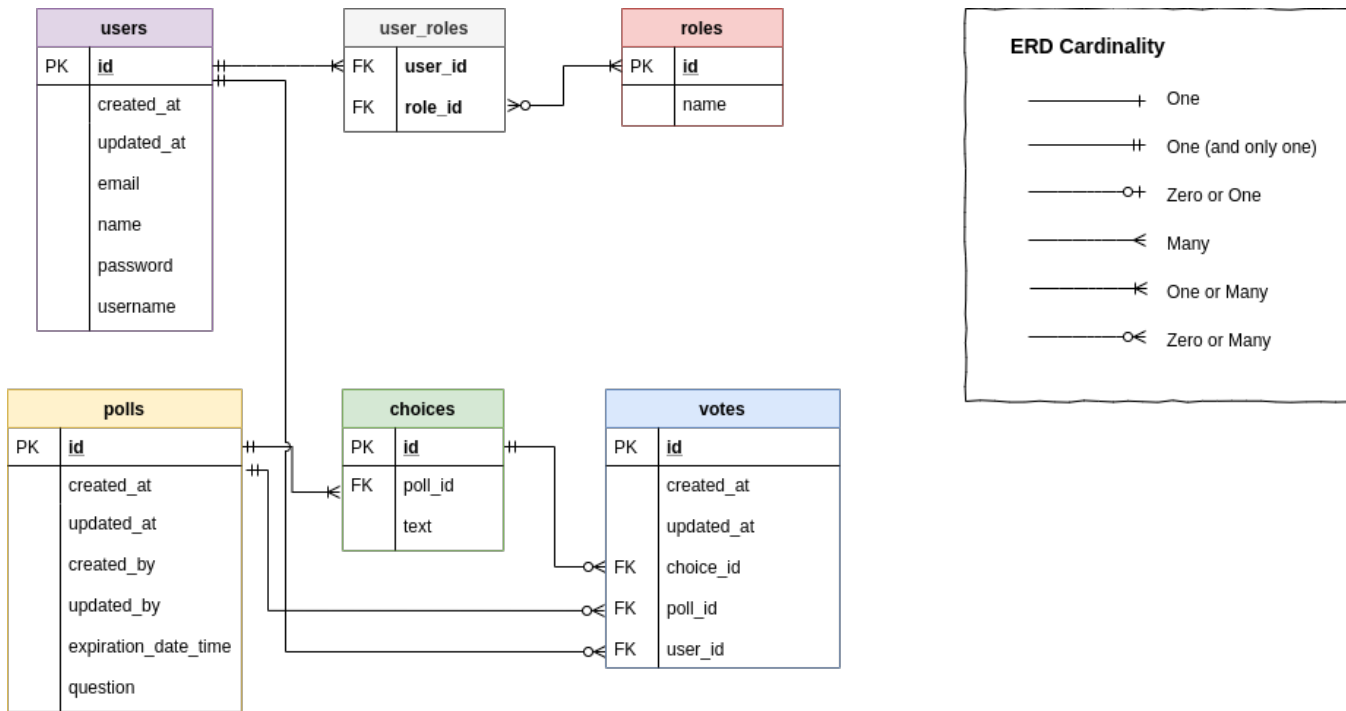 users
PK id
created_at
updated_at
email
name
password
username
user_roles
FK user_id
FK role_id
roles
PK id
name
ERD Cardinality
One
One (and only one)
Zero or One
Many
One or Many
Zero or Many
polls
PK id
created_at
updated_at
created_by
updated_by
expiration_date_time
question
choices
PK id
FK poll_id
text
votes
PK id
created_at
updated_at
FK choice_id
FK poll_id
FK user_id